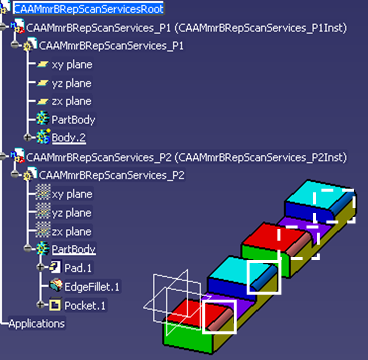 CAAMmrBRepScanServicesRoot
CAAMmrBRepScanServices_P1 (CAAMmrBRepScanServices_P1Inst)
CAAMmrBRepScanServices_P1
xy plane
yz plane
zx plane
PartBody
Body.2
CAAMmrBRepScanServices_P2 (CAAMmrBRepScanServices_P2Inst)
CAAMmrBRepScanServices_P2
xy plane
yz plane
zx plane
PartBody
Pad.1
EdgeFillet.1
Pocket.1
Applications